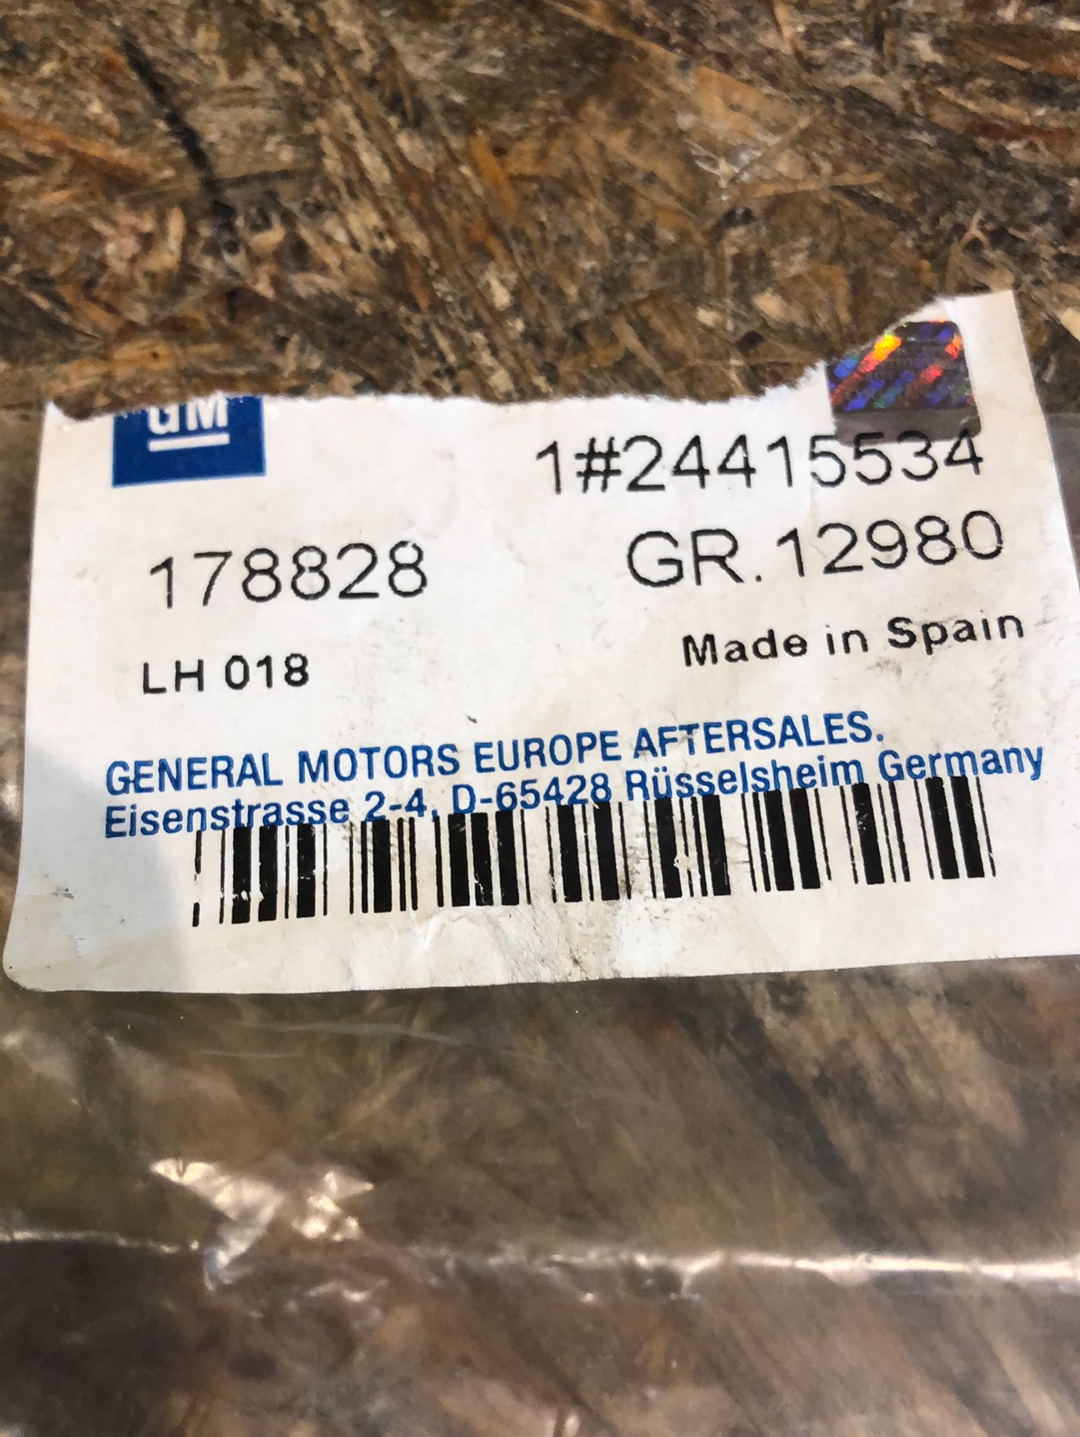 GM
1#24415534
178828
GR. 12980
LH 018
Made in Spain
GENERAL MOTORS EUROPE AFTERSALES.
Eisenstrasse 2-4, D-65428 Rüsselsheim Germany